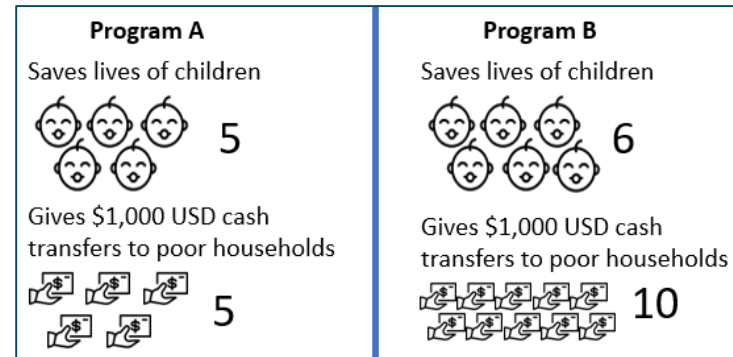 Program A
Saves lives of children
5
Gives $1,000 USD cash
transfers to poor households
5
Program B
Saves lives of children
6
Gives $1,000 USD cash
transfers to poor households
10